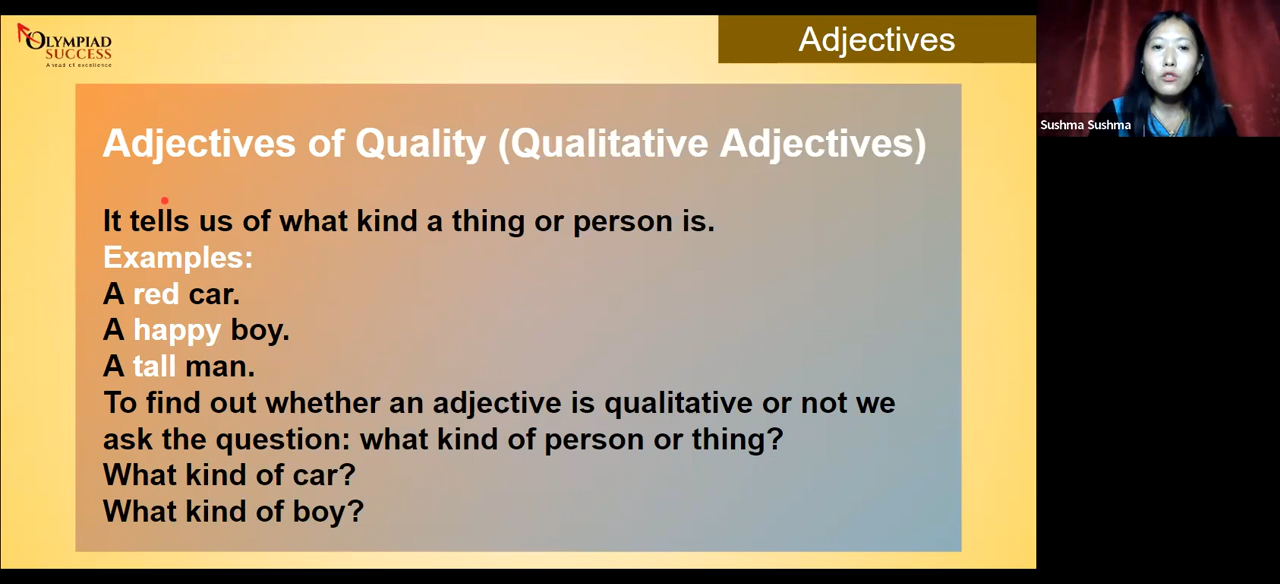 OLYMPIAD
SUCCESS
Ahead of excellence
Adjectives
Sushma Sushma
Adjectives of Quality (Qualitative Adjectives)
It tells us of what kind a thing or person is.
Examples:
A red car.
A happy boy.
A tall man.
To find out whether an adjective is qualitative or not we
ask the question: what kind of person or thing?
What kind of car?
What kind of boy?